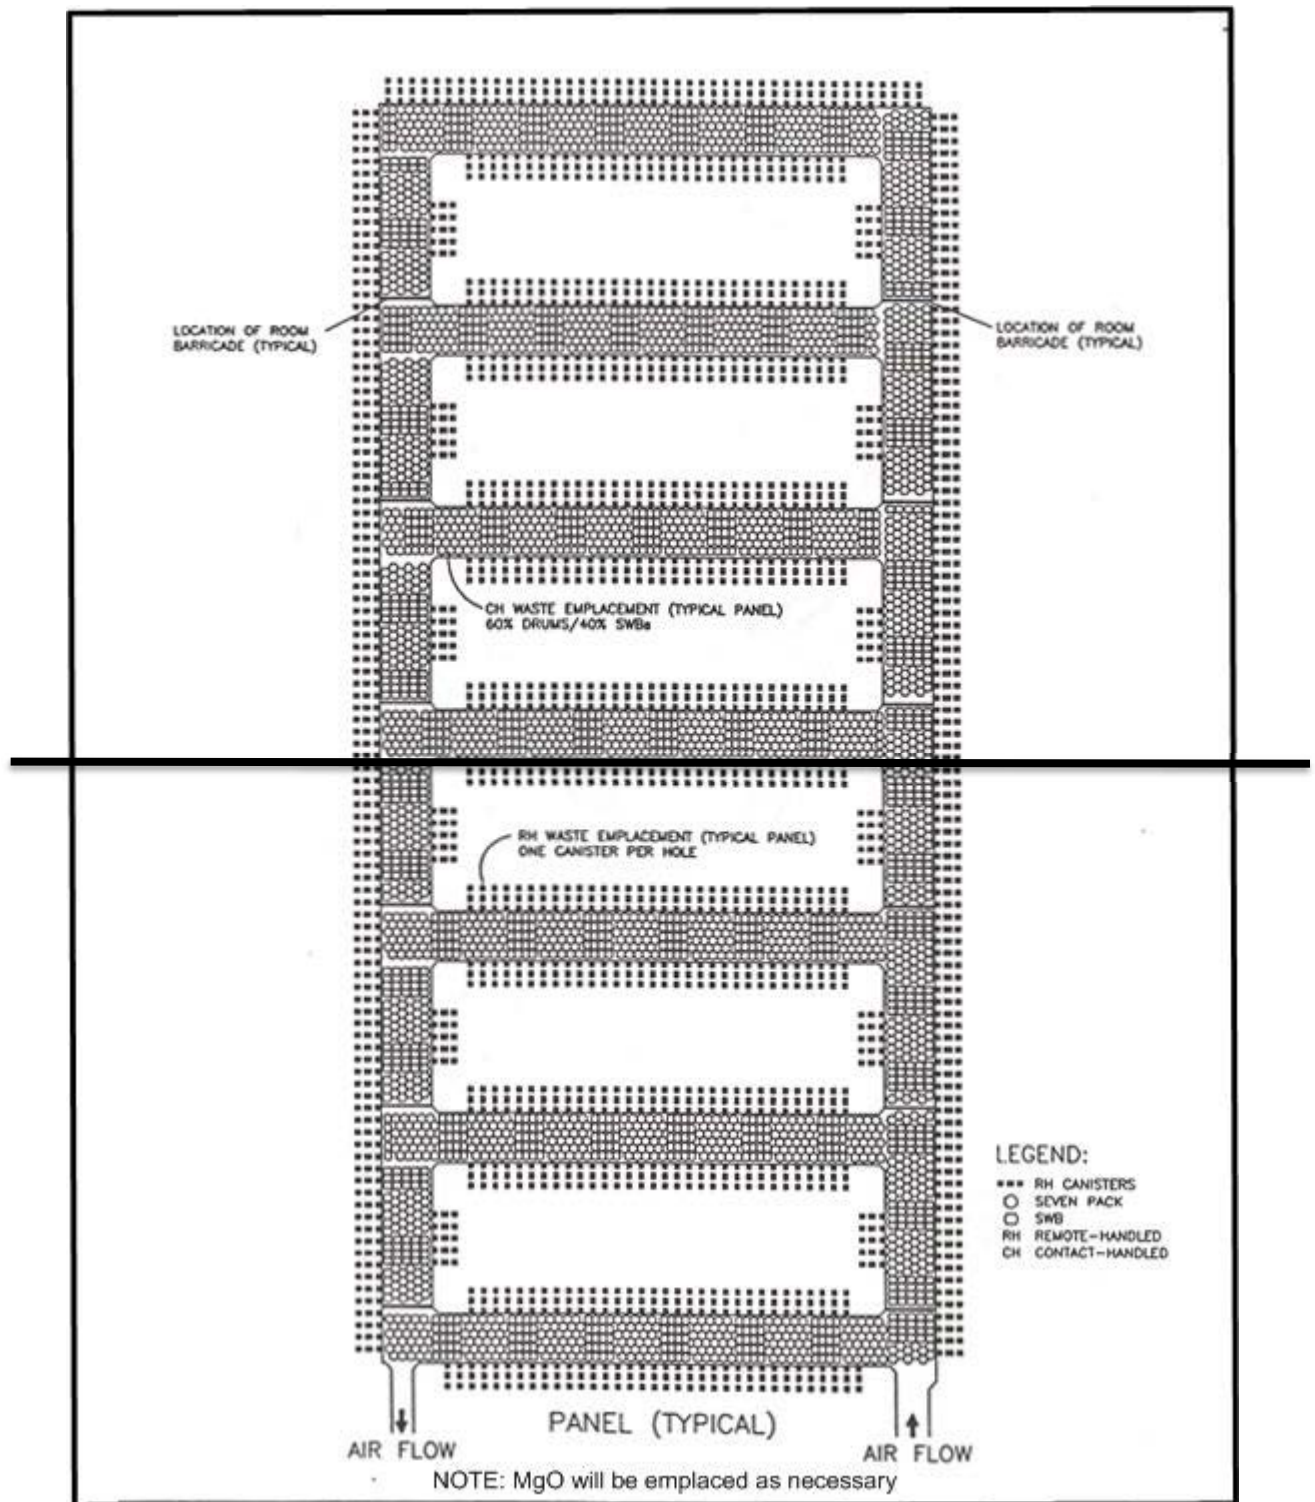 LOCATION OF ROOM
BARRICADE (TYPICAL)
LOCATION OF ROOM
BARRICADE (TYPICAL)
CH WASTE EMPLACEMENT (TYPICAL PANEL)
60% DRUMS/40% SWBs
RH WASTE EMPLACEMENT (TYPICAL PANEL)
ONE CANISTER PER HOLE
LEGEND:
RH CANISTERS
SEVEN PACK
SWB
RH REMOTE-HANDLED
CH CONTACT-HANDLED
PANEL (TYPICAL)
AIR FLOW
AIR FLOW
NOTE: MgO will be emplaced as necessary